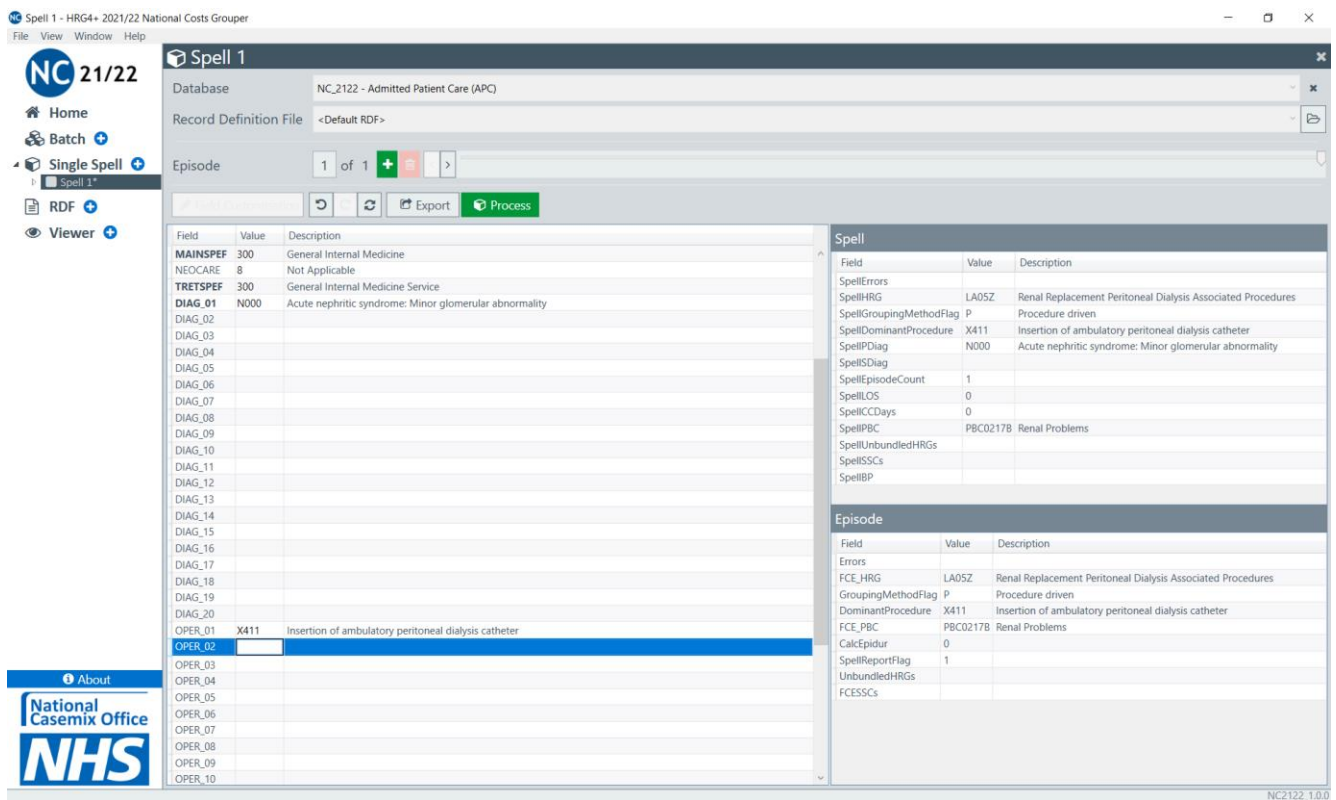 NC Spell 1 - HRG4+ 2021/22 National Costs Grouper
File View Window Help
NC 21/22
Home
Batch
Single Spell
Spell 1*
RDF
Viewer
Spell 1
Database NC_2122 - Admitted Patient Care (APC)
Record Definition File <Default RDF>
Episode 1 of 1
Export Process
Field Value Description
MAINSPEF 300 General Internal Medicine
NEOCARE 8 Not Applicable
TRETSPEF 300 General Internal Medicine Service
DIAG_01 N000 Acute nephritic syndrome: Minor glomerular abnormality
DIAG_02
DIAG_03
DIAG_04
DIAG_05
DIAG_06
DIAG_07
DIAG_08
DIAG_09
DIAG_10
DIAG_11
DIAG_12
DIAG_13
DIAG_14
DIAG_15
DIAG_16
DIAG_17
DIAG_18
DIAG_19
DIAG_20
OPER_01 X411 Insertion of ambulatory peritoneal dialysis catheter
OPER_02
OPER_03
OPER_04
OPER_05
OPER_06
OPER_07
OPER_08
OPER_09
OPER_10
Spell
Field Value Description
SpellErrors
SpellHRG LA05Z Renal Replacement Peritoneal Dialysis Associated Procedures
SpellGroupingMethodFlag P Procedure driven
SpellDominantProcedure X411 Insertion of ambulatory peritoneal dialysis catheter
SpellPDiag N000 Acute nephritic syndrome: Minor glomerular abnormality
SpellSDiag
SpellEpisodeCount 1
SpellLOS 0
SpellCCDays 0
SpellPBC PBC0217B Renal Problems
SpellUnbundledHRGs
SpellSSCs
SpellBP
Episode
Field Value Description
Errors
FCE_HRG LA05Z Renal Replacement Peritoneal Dialysis Associated Procedures
GroupingMethodFlag P Procedure driven
DominantProcedure X411 Insertion of ambulatory peritoneal dialysis catheter
FCE_PBC PBC0217B Renal Problems
CalcEpidur 0
SpellReportFlag 1
UnbundledHRGs
FCESSCs
About
National
Casemix Office
NHS
NC2122 1.0.0